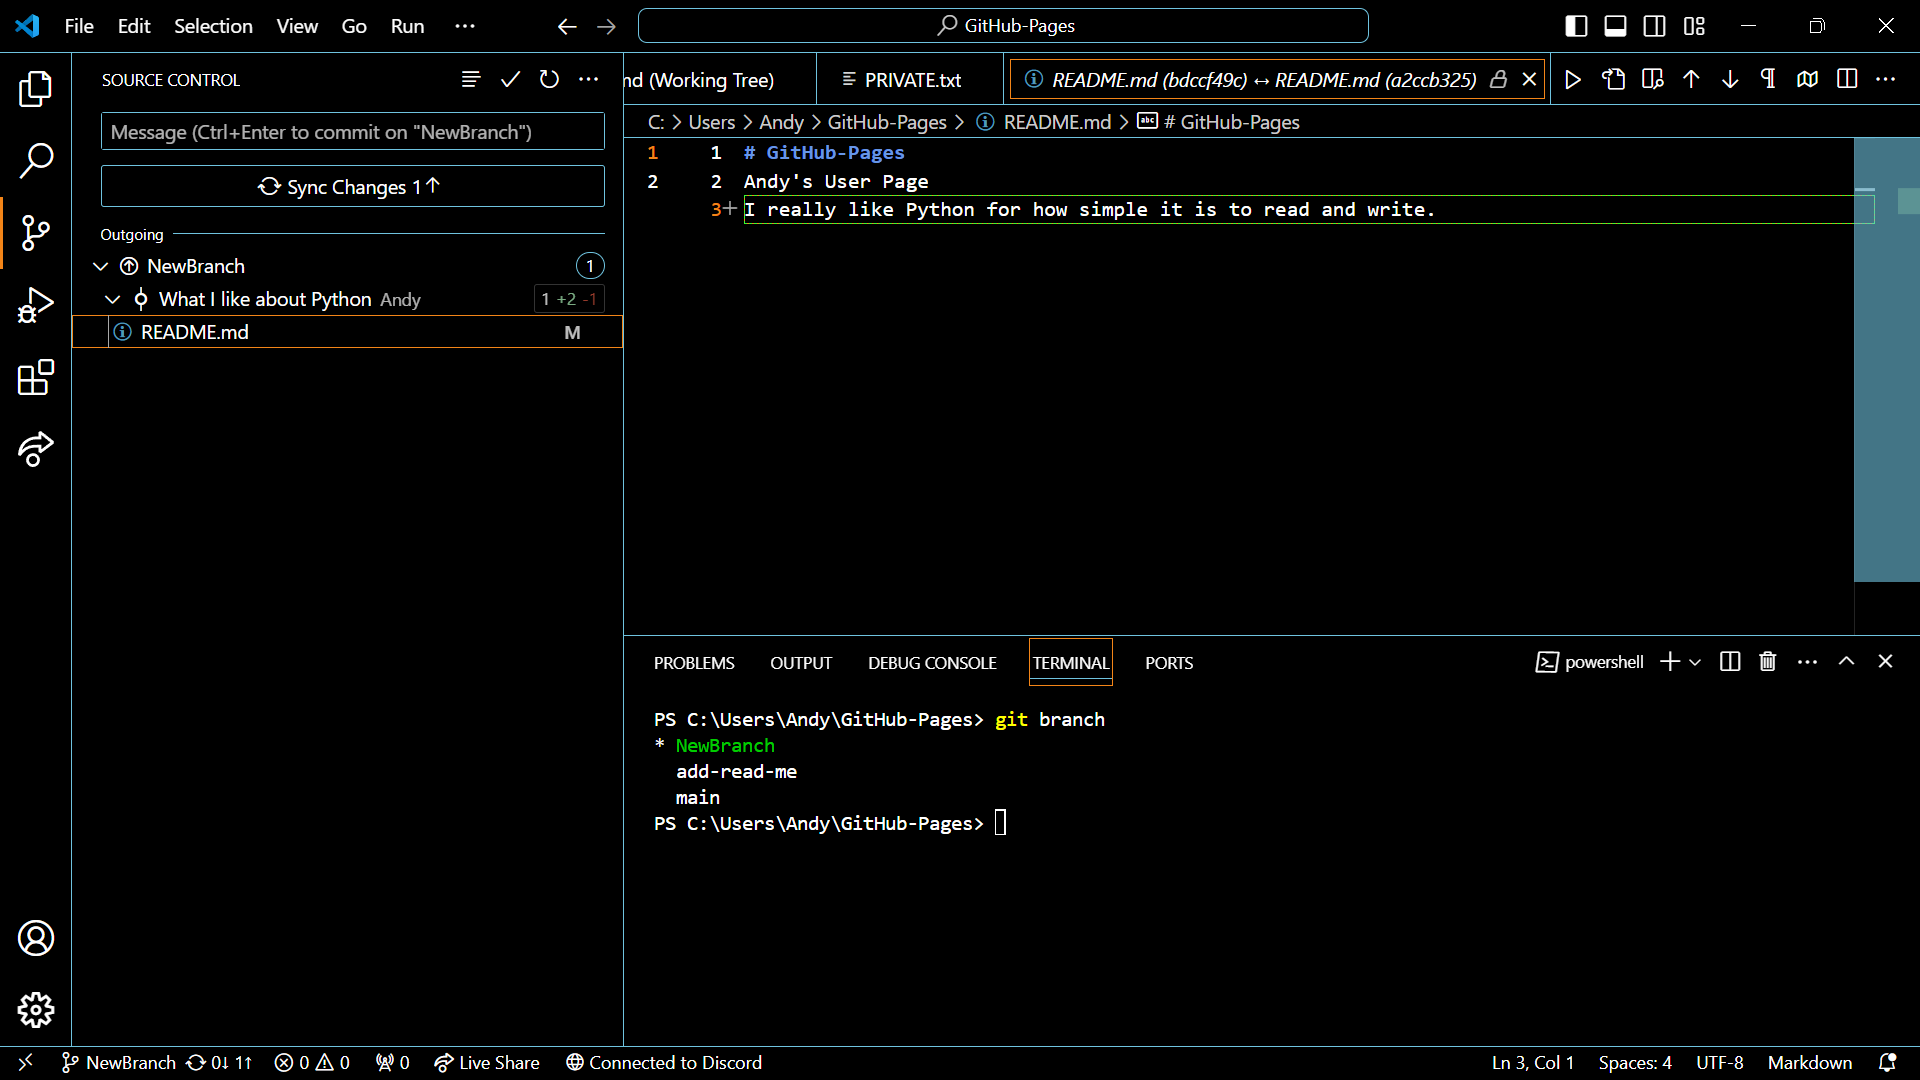 File Edit Selection View Go Run ···
GitHub-Pages
SOURCE CONTROL
Message (Ctrl+Enter to commit on "NewBranch")
Sync Changes 1↑
Outgoing
NewBranch 1
What I like about Python Andy 1 +2 -1
README.md M
md (Working Tree) PRIVATE.txt README.md (bdccf49c) ↔ README.md (a2ccb325)
C: > Users > Andy > GitHub-Pages > README.md > abc # GitHub-Pages
1 1 # GitHub-Pages
2 2 Andy's User Page
3+ I really like Python for how simple it is to read and write.
PROBLEMS OUTPUT DEBUG CONSOLE TERMINAL PORTS
powershell
PS C:\Users\Andy\GitHub-Pages> git branch
* NewBranch
add-read-me
main
PS C:\Users\Andy\GitHub-Pages>
NewBranch 0↓ 1↑ 0 0 0 Live Share Connected to Discord
Ln 3, Col 1 Spaces: 4 UTF-8 Markdown